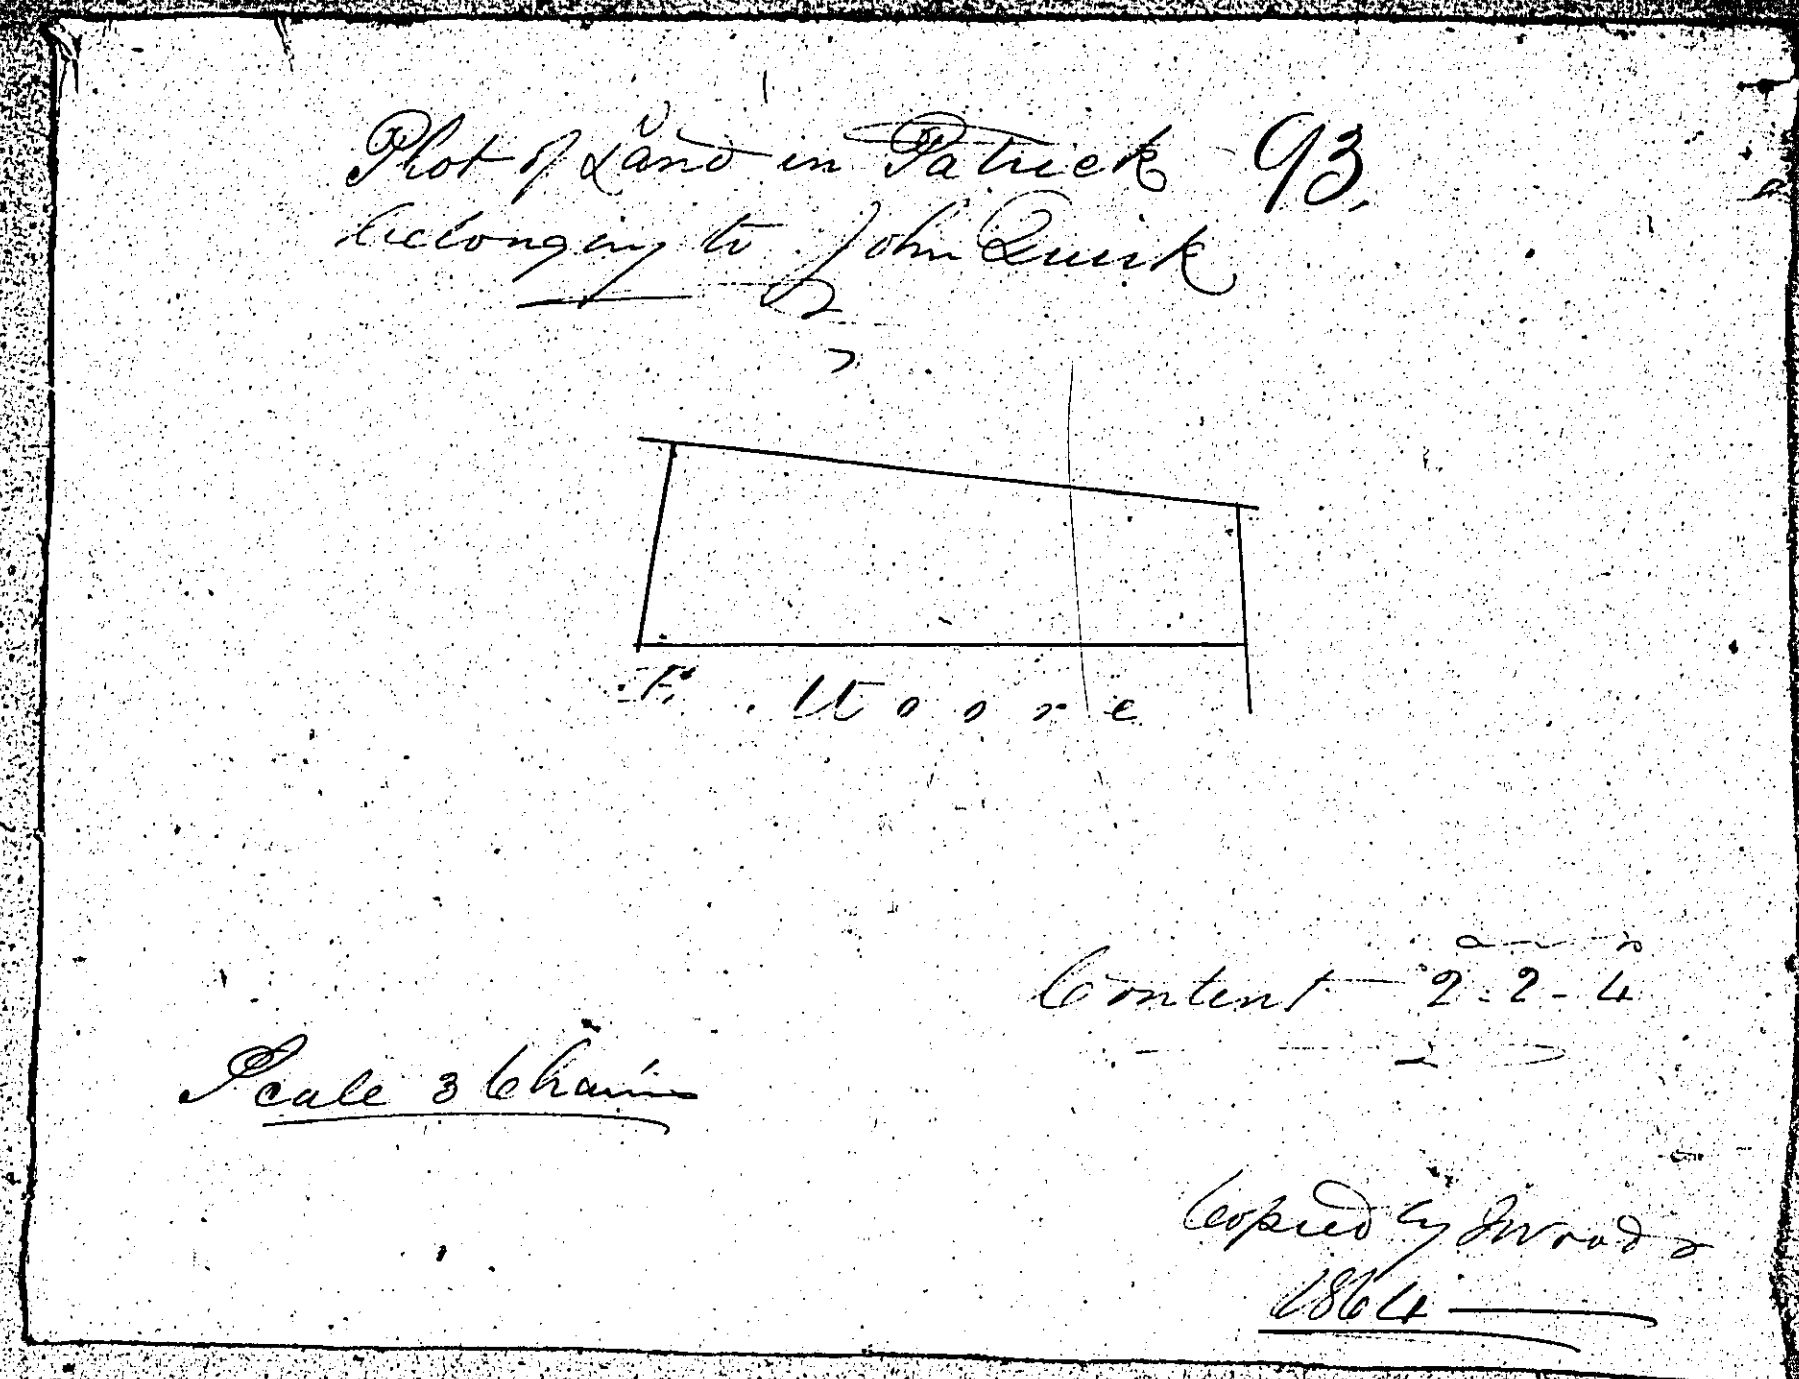 Plot of Land in Patrick 93.
belonging to John Quirk
F. Moore
a r p
Content - 2-2-4
Scale 3 Chains
Copied by J Woods
1864